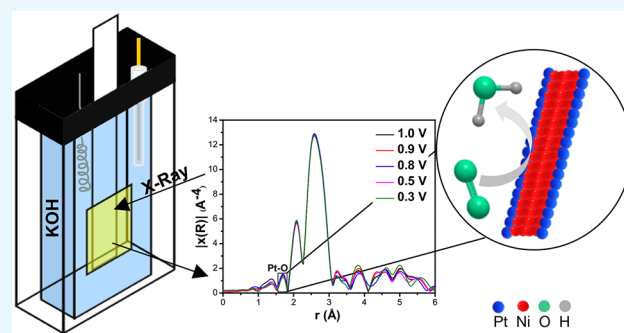 KOH
X-Ray
|x(R)| (A⁻⁴)
14
12
10
8
6
4
2
0
1.0 V
0.9 V
0.8 V
0.5 V
0.3 V
Pt-O
0 1 2 3 4 5 6
r (Å)
Pt Ni O H